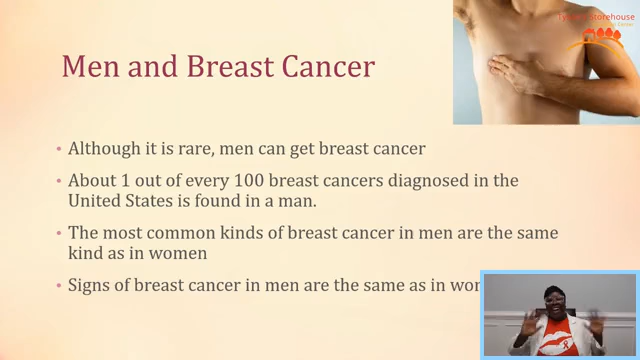 Storehouse
Men and Breast Cancer
Although it is rare, men can get breast cancer
About 1 out of every 100 breast cancers diagnosed in the
United States is found in a man.
The most common kinds of breast cancer in men are the same
kind as in women
Signs of breast cancer in men are the same as in